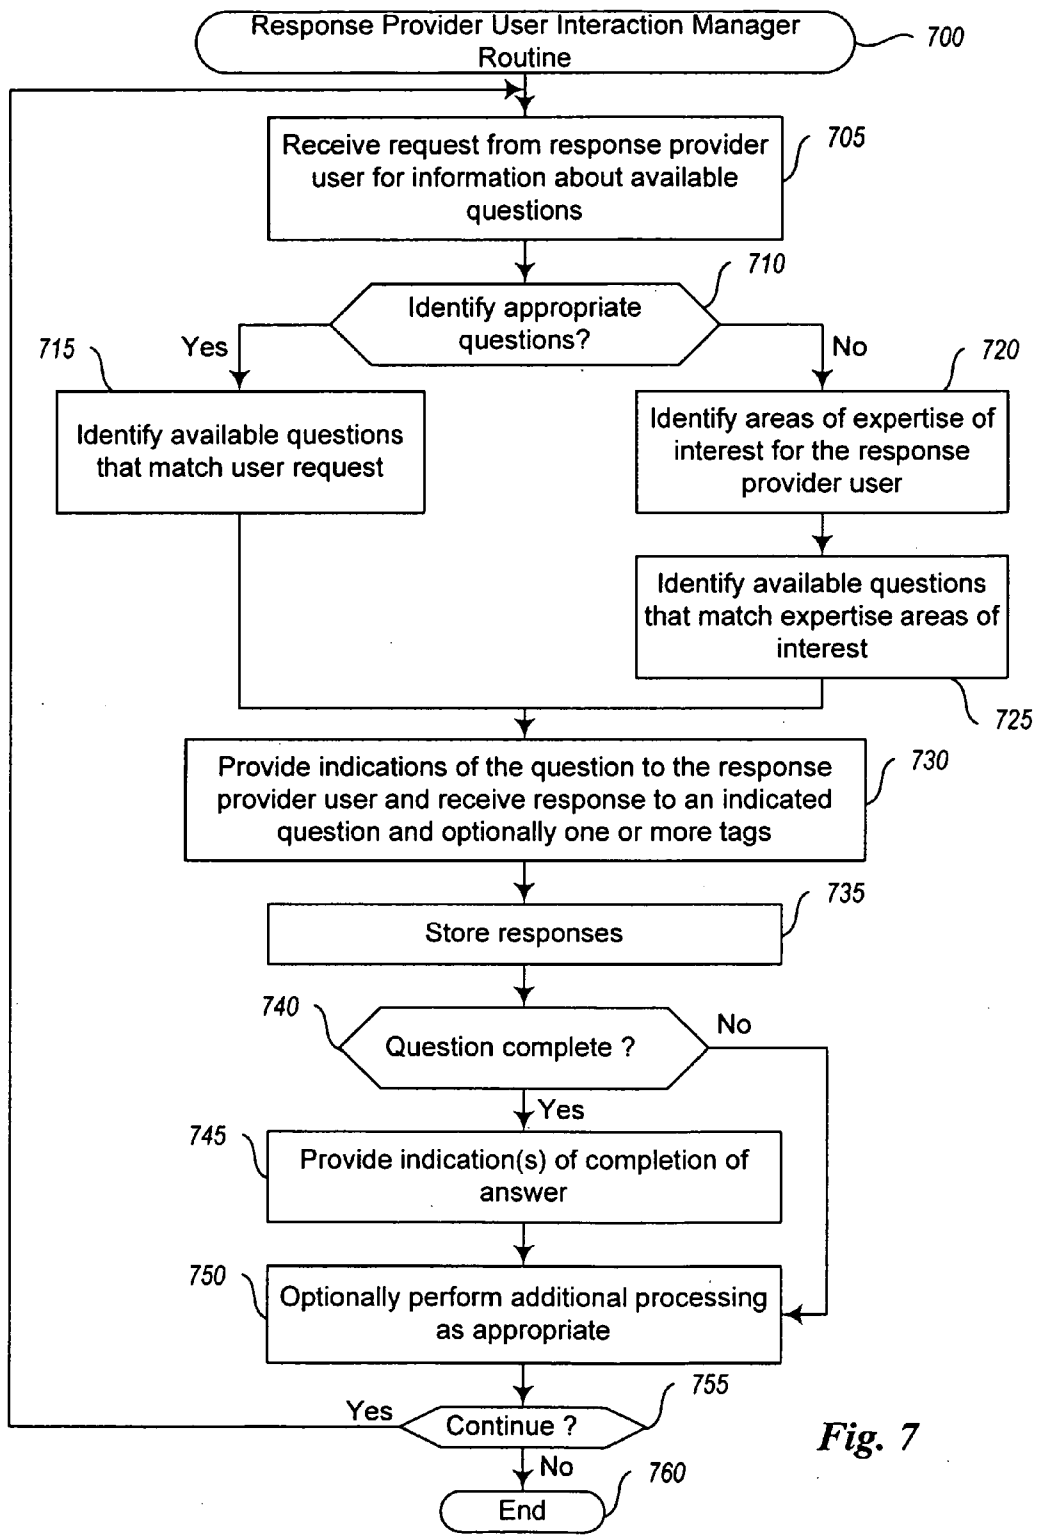 Response Provider User Interaction Manager
Routine
700
Receive request from response provider
user for information about available
questions
705
Identify appropriate
questions?
710
Yes
No
715
Identify available questions
that match user request
720
Identify areas of expertise of
interest for the response
provider user
Identify available questions
that match expertise areas of
interest
725
Provide indications of the question to the response
provider user and receive response to an indicated
question and optionally one or more tags
730
Store responses
735
740
Question complete ?
No
Yes
745
Provide indication(s) of completion of
answer
750
Optionally perform additional processing
as appropriate
755
Yes
Continue ?
No
End
760
Fig. 7